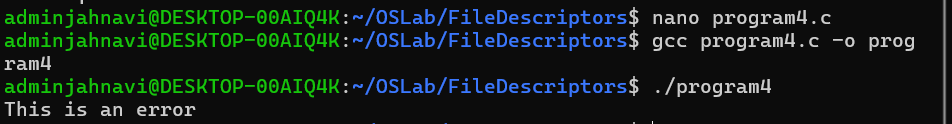 adminjahnavi@DESKTOP-00AIQ4K:~/OSLab/FileDescriptors$ nano program4.c
adminjahnavi@DESKTOP-00AIQ4K:~/OSLab/FileDescriptors$ gcc program4.c -o prog
ram4
adminjahnavi@DESKTOP-00AIQ4K:~/OSLab/FileDescriptors$ ./program4
This is an error